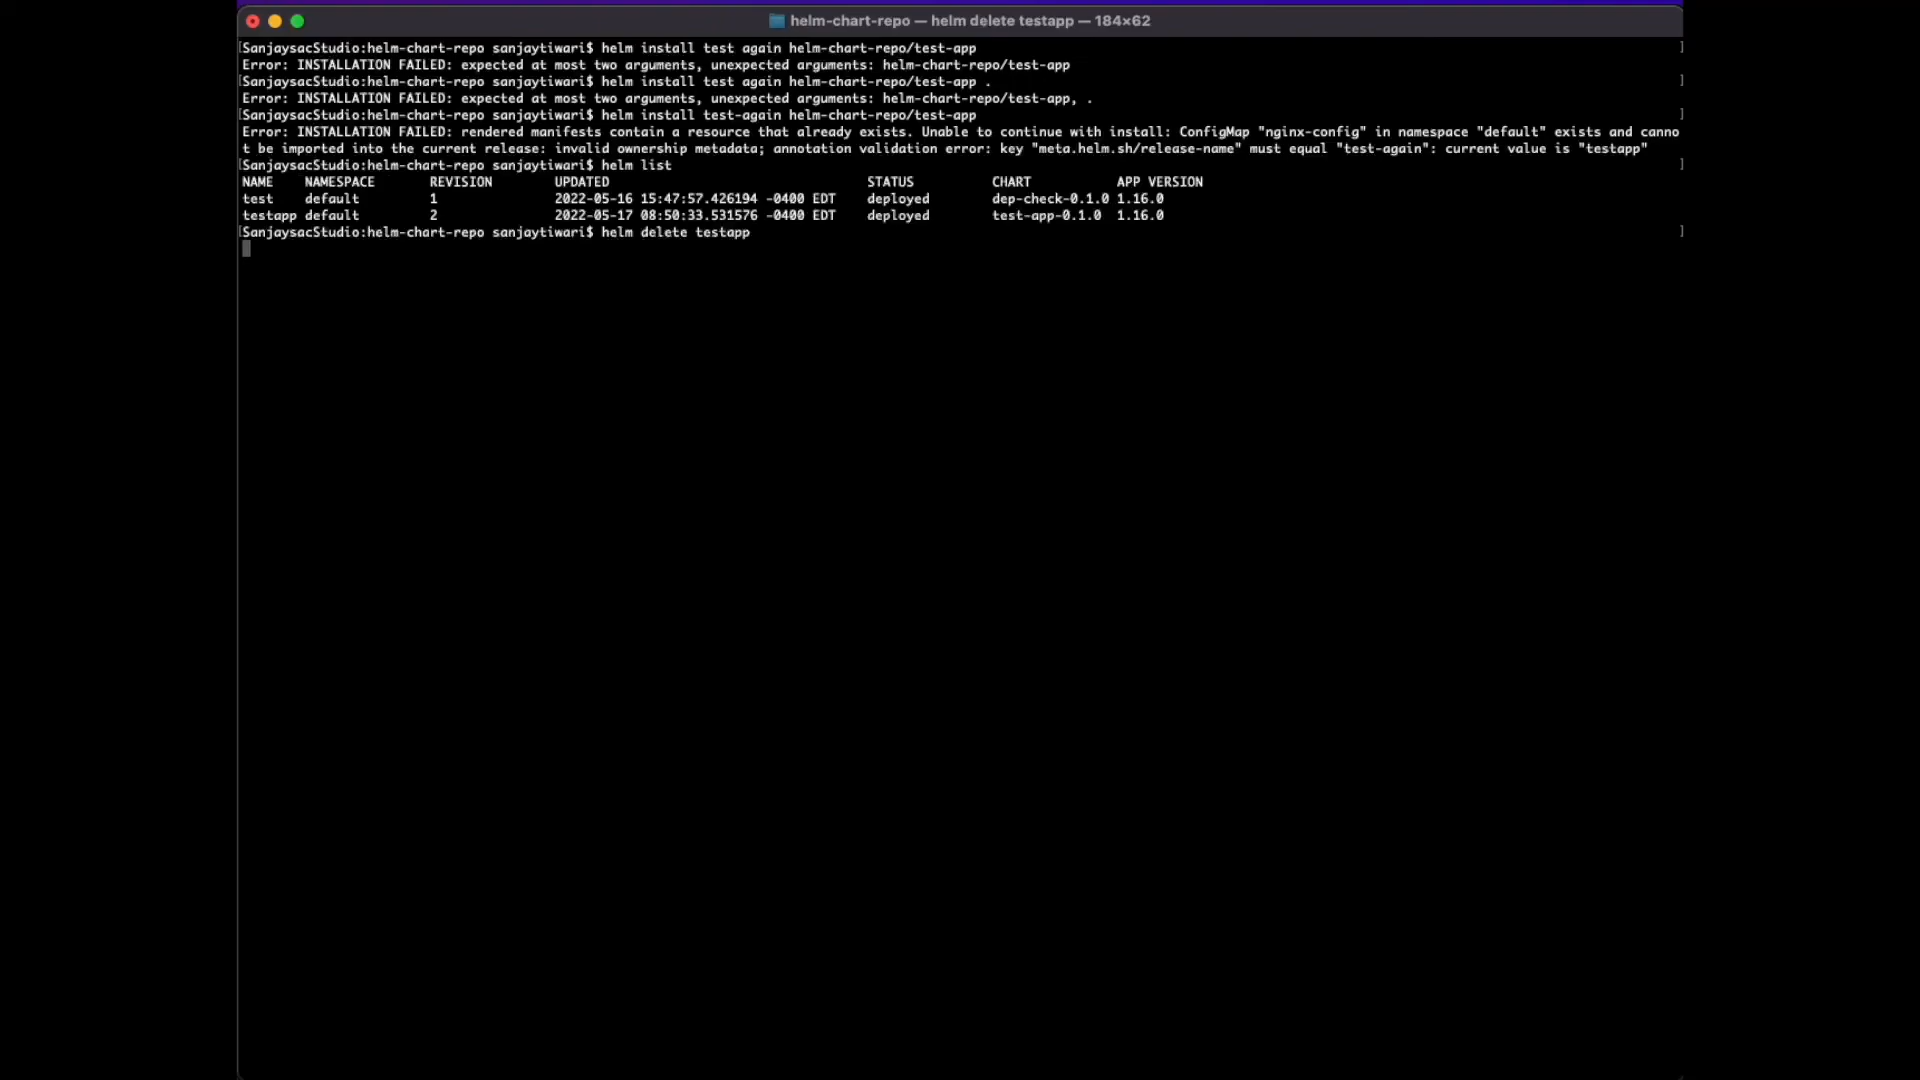 helm-chart-repo — helm delete testapp — 184×62
[SanjaysacStudio:helm-chart-repo sanjaytiwari$ helm install test again helm-chart-repo/test-app ]
Error: INSTALLATION FAILED: expected at most two arguments, unexpected arguments: helm-chart-repo/test-app
[SanjaysacStudio:helm-chart-repo sanjaytiwari$ helm install test again helm-chart-repo/test-app . ]
Error: INSTALLATION FAILED: expected at most two arguments, unexpected arguments: helm-chart-repo/test-app, .
[SanjaysacStudio:helm-chart-repo sanjaytiwari$ helm install test-again helm-chart-repo/test-app ]
Error: INSTALLATION FAILED: rendered manifests contain a resource that already exists. Unable to continue with install: ConfigMap "nginx-config" in namespace "default" exists and canno
t be imported into the current release: invalid ownership metadata; annotation validation error: key "meta.helm.sh/release-name" must equal "test-again": current value is "testapp"
[SanjaysacStudio:helm-chart-repo sanjaytiwari$ helm list ]
NAME NAMESPACE REVISION UPDATED STATUS CHART APP VERSION
test default 1 2022-05-16 15:47:57.426194 -0400 EDT deployed dep-check-0.1.0 1.16.0
testapp default 2 2022-05-17 08:50:33.531576 -0400 EDT deployed test-app-0.1.0 1.16.0
[SanjaysacStudio:helm-chart-repo sanjaytiwari$ helm delete testapp ]